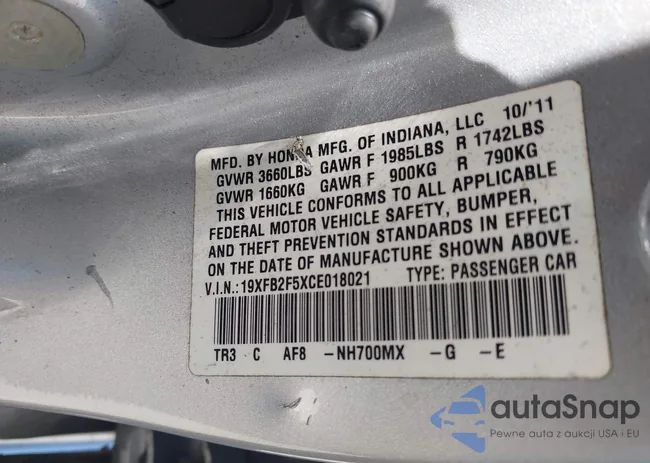 MFD. BY HONDA MFG. OF INDIANA, LLC 10/'11
GVWR 3660LBS GAWR F 1985LBS R 1742LBS
GVWR 1660KG GAWR F 900KG R 790KG
THIS VEHICLE CONFORMS TO ALL APPLICABLE
FEDERAL MOTOR VEHICLE SAFETY, BUMPER,
AND THEFT PREVENTION STANDARDS IN EFFECT
ON THE DATE OF MANUFACTURE SHOWN ABOVE.
V.I.N.: 19XFB2F5XCE018021 TYPE: PASSENGER CAR
TR3 C AF8 -NH700MX -G -E
autaSnap
Pewne auta z aukcji USA i EU